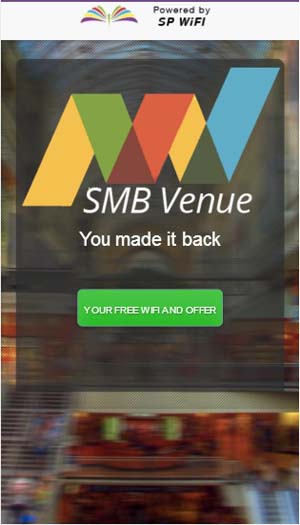 Powered by
SP WiFI
SMB Venue
You made it back
YOUR FREE WIFI AND OFFER